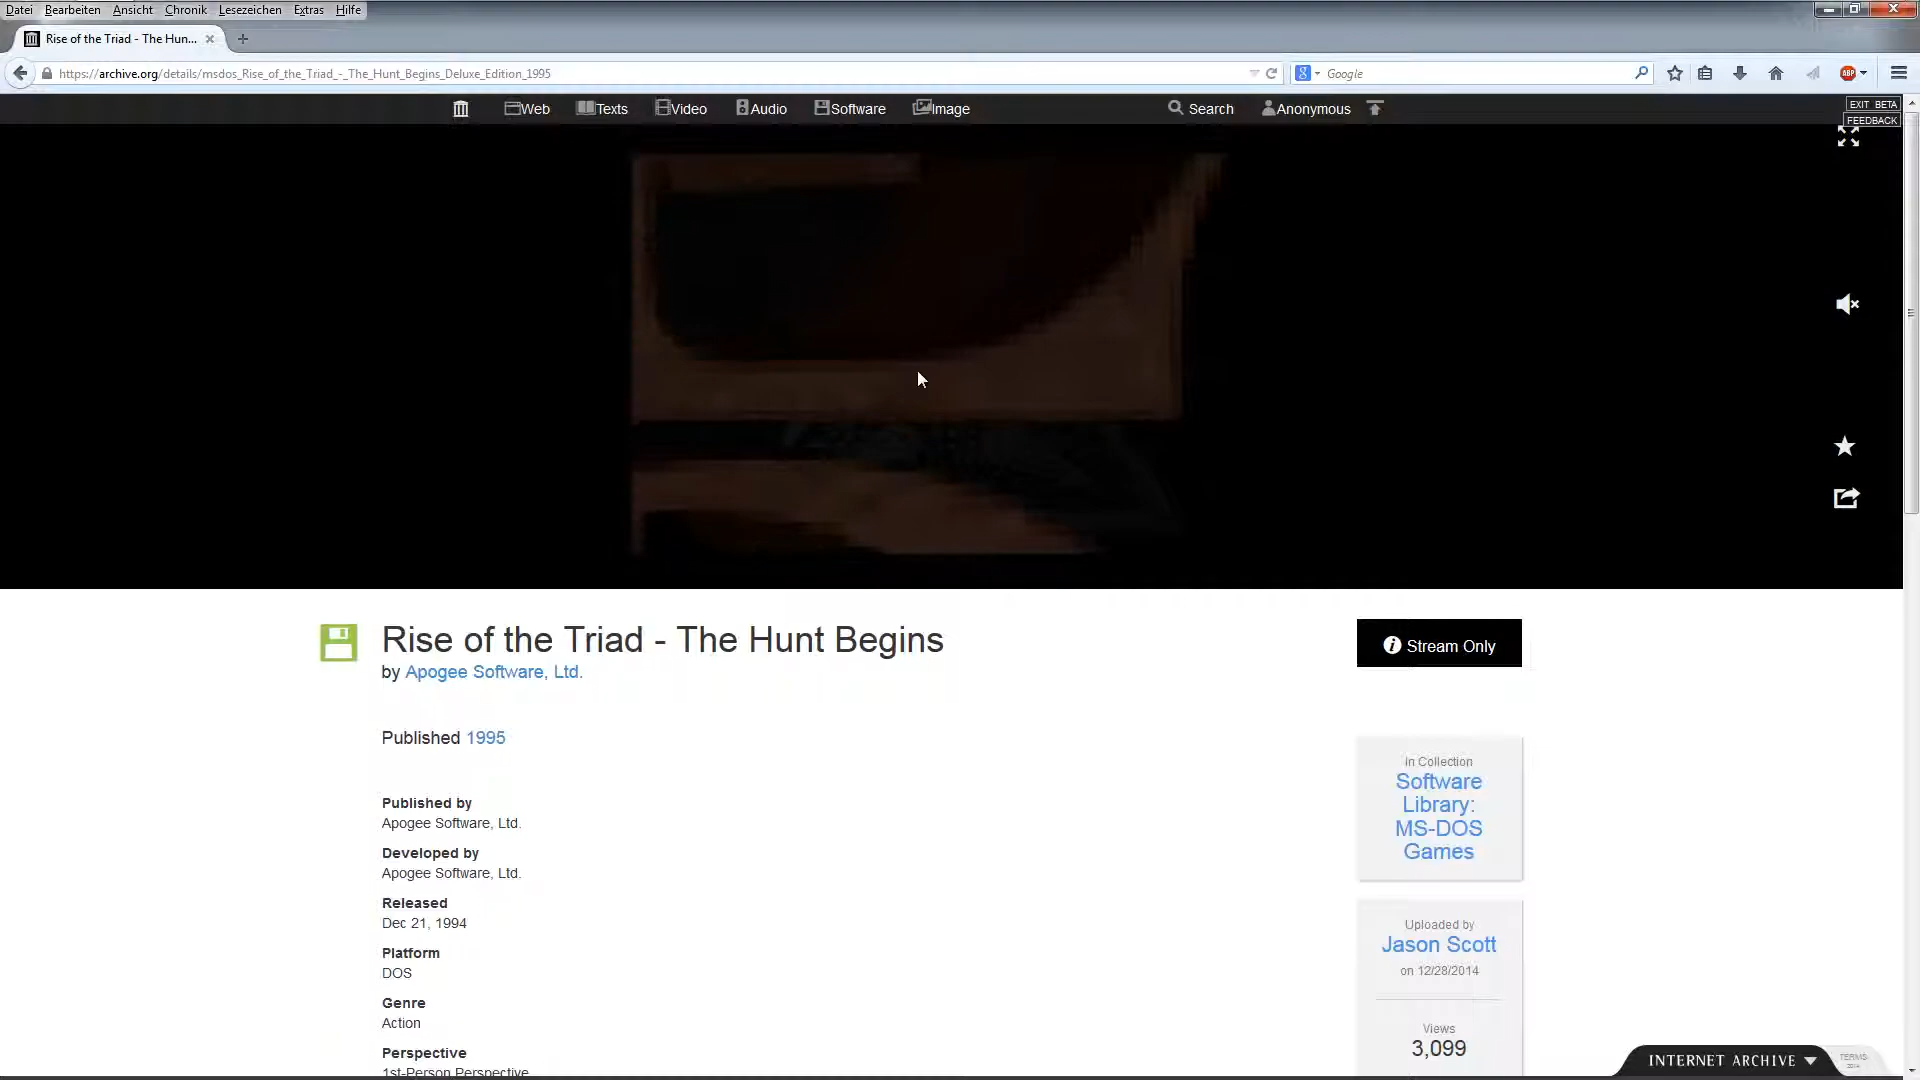 Datei Bearbeiten Ansicht Chronik Lesezeichen Extras Hilfe
Rise of the Triad - The Hun...
https://archive.org/details/msdos_Rise_of_the_Triad_-_The_Hunt_Begins_Deluxe_Edition_1995
Google
ABP
Web Texts Video Audio Software Image Search Anonymous
EXIT BETA
FEEDBACK
Rise of the Triad - The Hunt Begins
by Apogee Software, Ltd.
Stream Only
Published 1995
Published by
Apogee Software, Ltd.
Developed by
Apogee Software, Ltd.
Released
Dec 21, 1994
Platform
DOS
Genre
Action
Perspective
1st-Person Perspective
In Collection
Software
Library:
MS-DOS
Games
Uploaded by
Jason Scott
on 12/28/2014
Views
3,099
INTERNET ARCHIVE
TERMS
2014